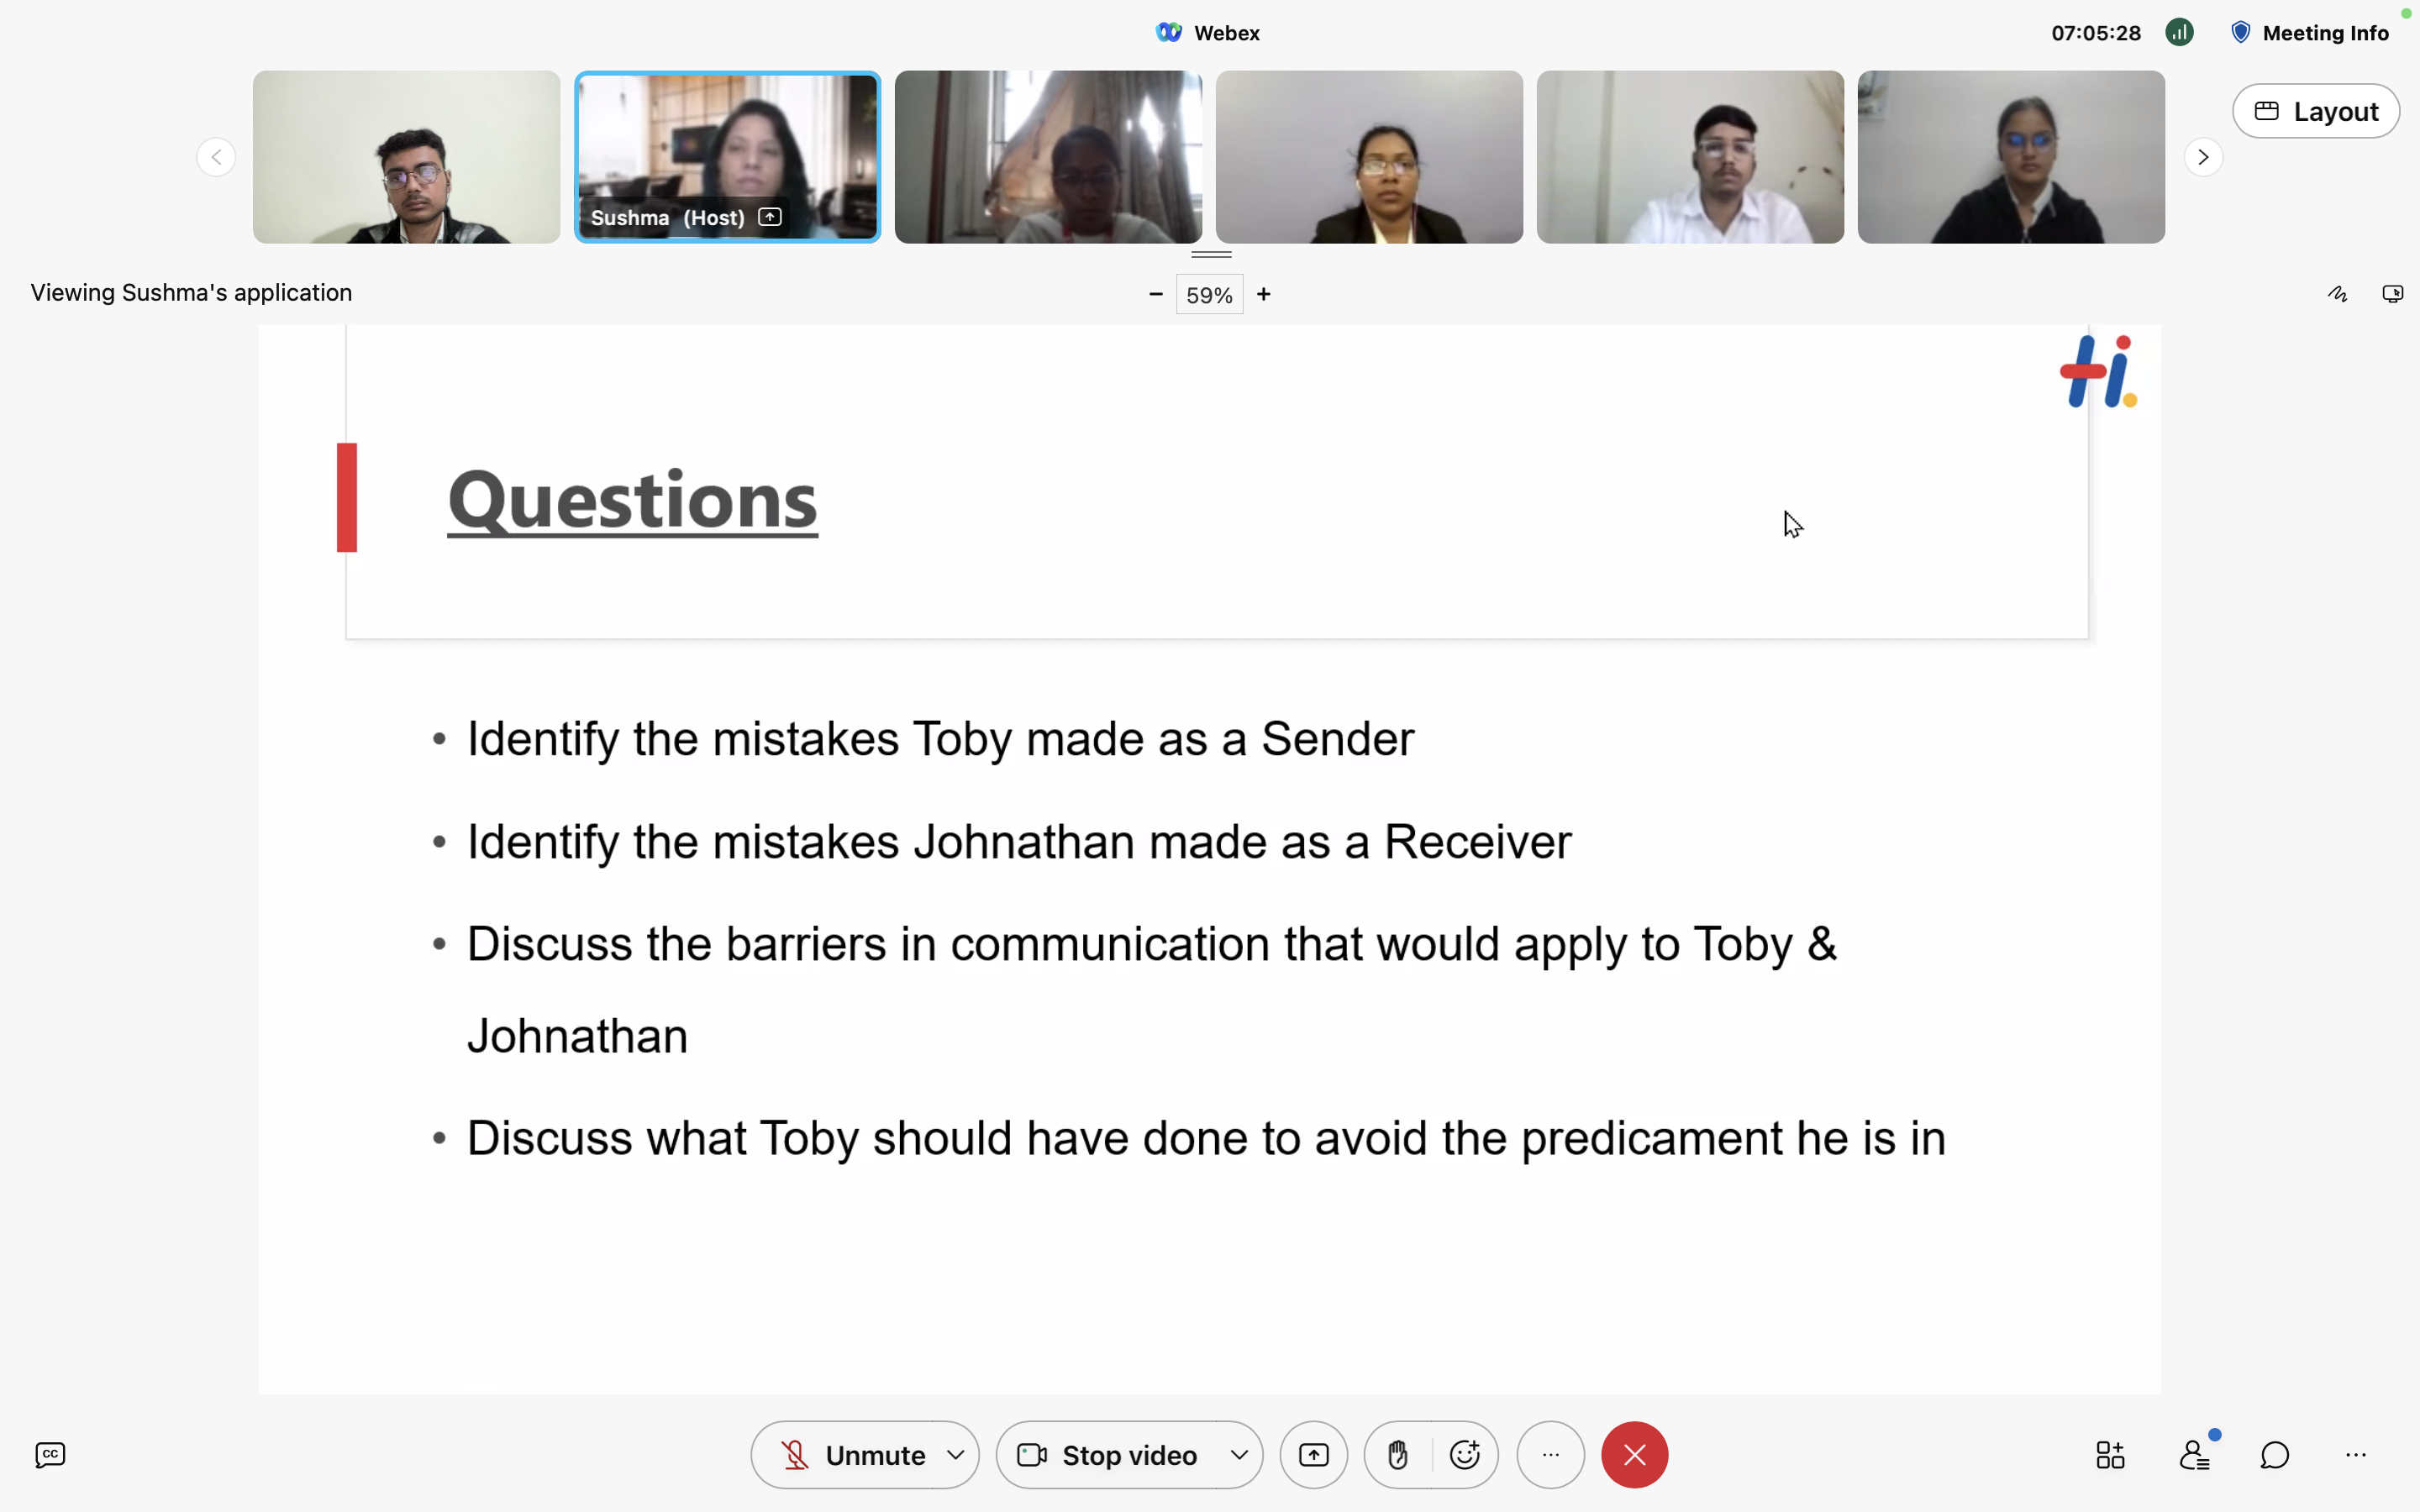 Webex
07:05:28
Meeting Info
Layout
Sushma (Host)
Viewing Sushma's application
59%
Hi.
Questions
• Identify the mistakes Toby made as a Sender
• Identify the mistakes Johnathan made as a Receiver
• Discuss the barriers in communication that would apply to Toby &
Johnathan
• Discuss what Toby should have done to avoid the predicament he is in
CC
Unmute
Stop video